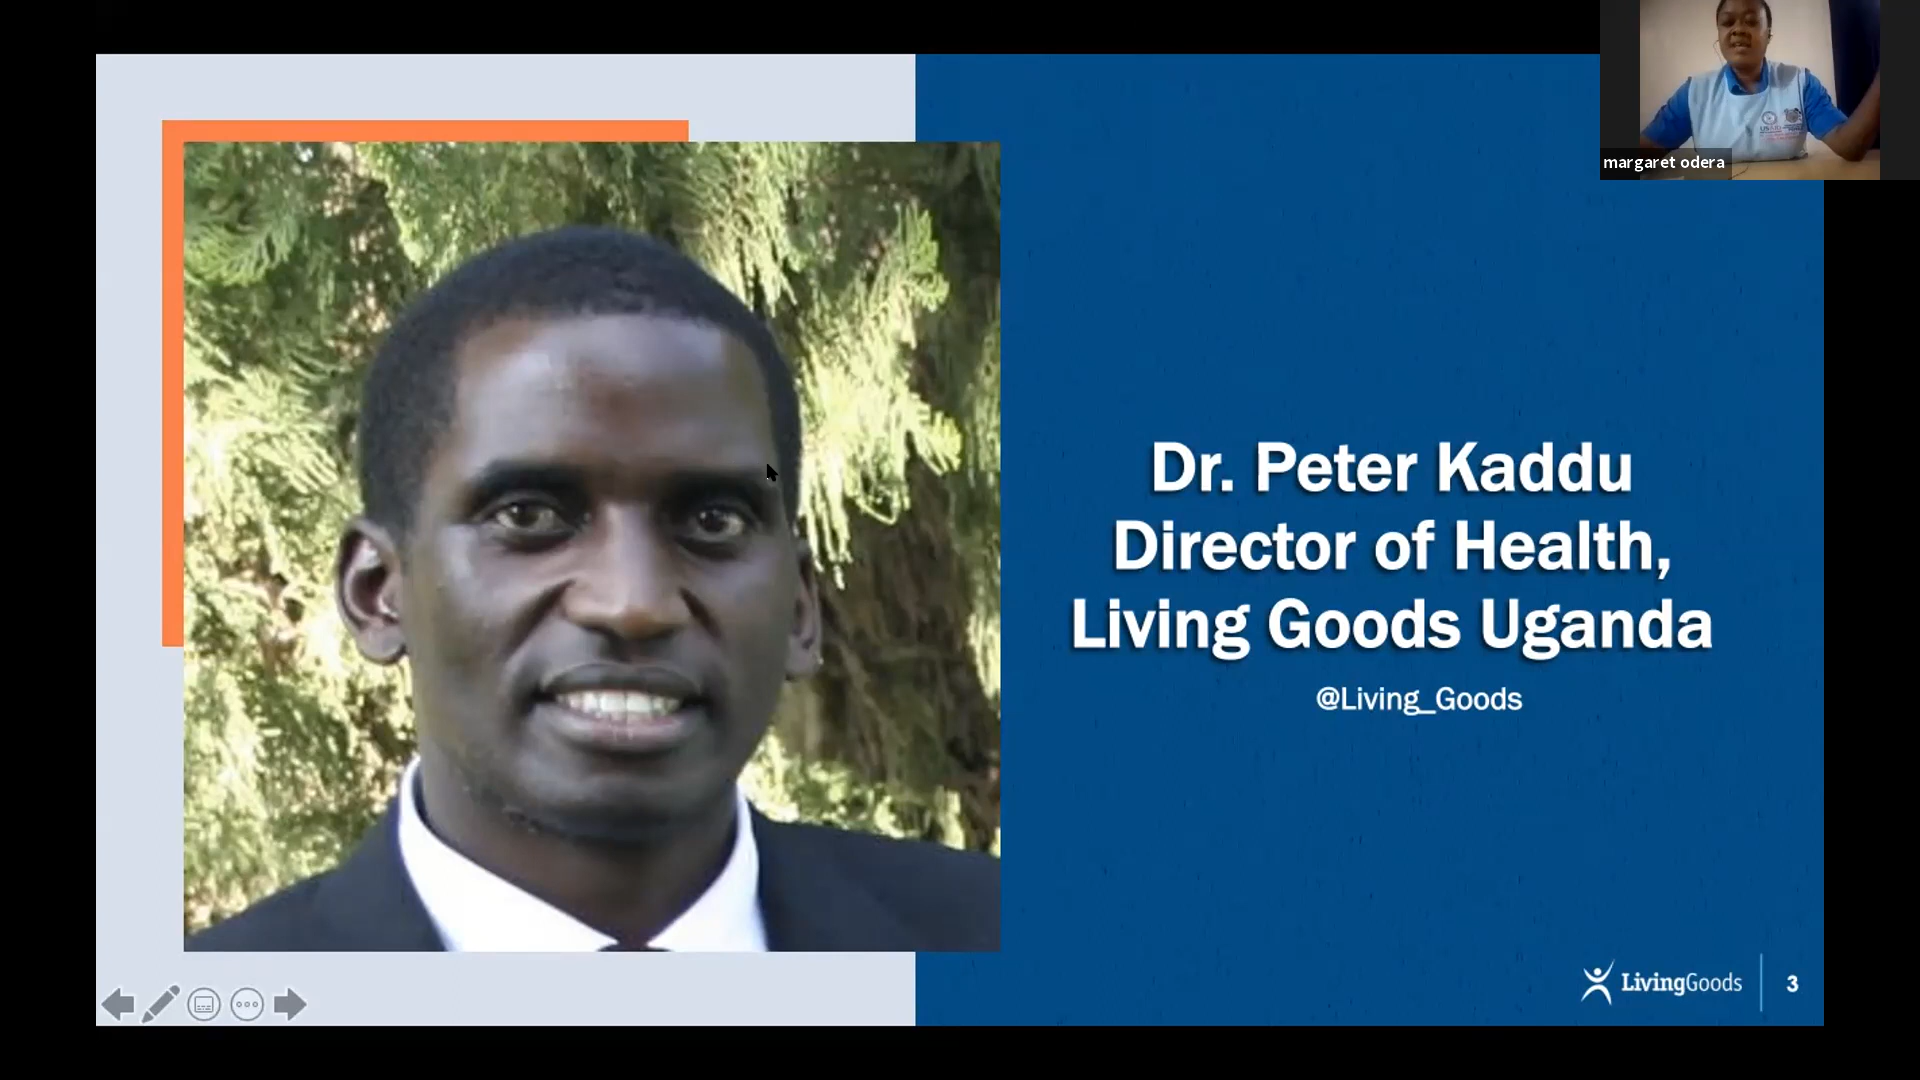 margaret odera
Dr. Peter Kaddu
Director of Health,
Living Goods Uganda
@Living_Goods
LivingGoods
3